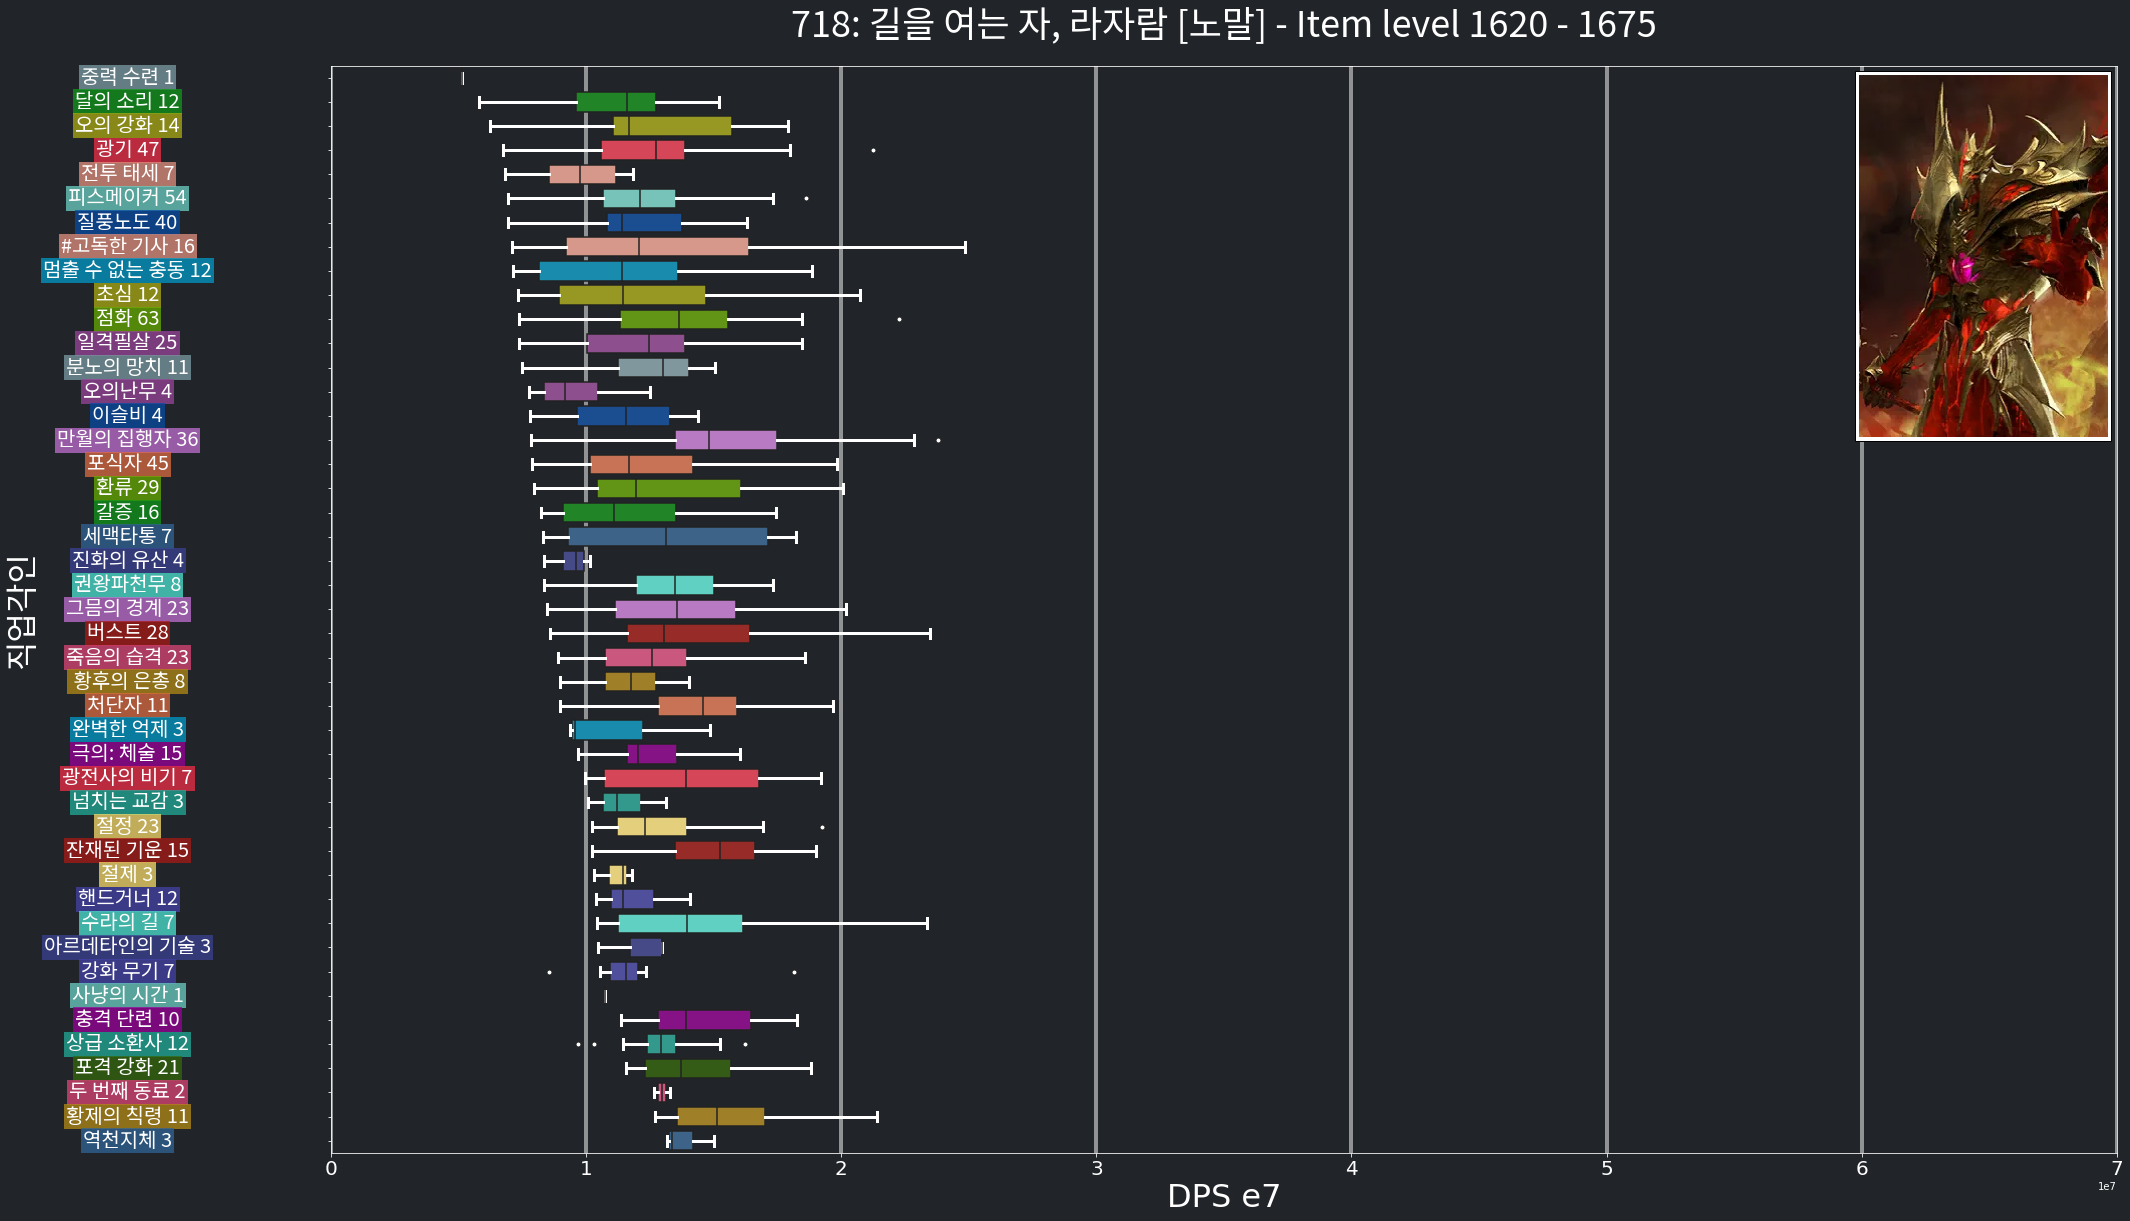 718: 길을 여는 자, 라자람 [노말] - Item level 1620 - 1675
중력 수련 1
달의 소리 12
오의 강화 14
광기 47
전투 태세 7
피스메이커 54
질풍노도 40
#고독한 기사 16
멈출 수 없는 충동 12
초심 12
점화 63
일격필살 25
분노의 망치 11
오의난무 4
이슬비 4
만월의 집행자 36
포식자 45
환류 29
갈증 16
세맥타통 7
진화의 유산 4
권왕파천무 8
그믐의 경계 23
버스트 28
죽음의 습격 23
황후의 은총 8
처단자 11
완벽한 억제 3
극의: 체술 15
광전사의 비기 7
넘치는 교감 3
절정 23
잔재된 기운 15
절제 3
핸드거너 12
수라의 길 7
아르데타인의 기술 3
강화 무기 7
사냥의 시간 1
충격 단련 10
상급 소환사 12
포격 강화 21
두 번째 동료 2
황제의 칙령 11
역천지체 3
직업각인
0 1 2 3 4 5 6 7
1e7
DPS e7